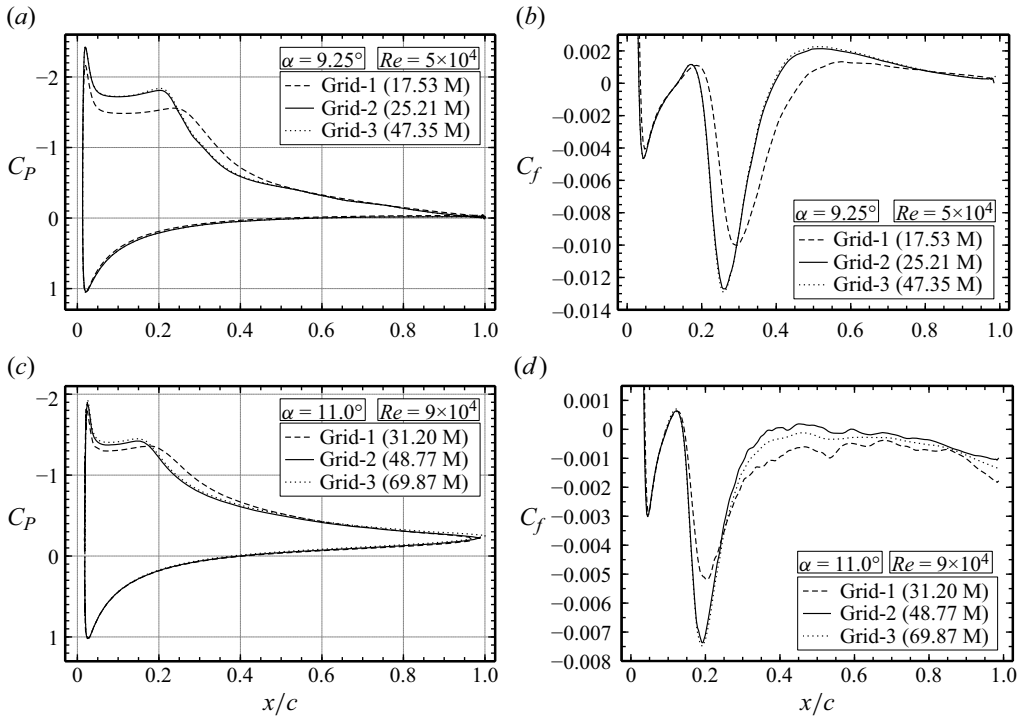 (a)
α = 9.25° Re = 5×10⁴
Grid-1 (17.53 M)
Grid-2 (25.21 M)
Grid-3 (47.35 M)
C_P
−2
−1
0
1
0 0.2 0.4 0.6 0.8 1.0
(b)
0.002
0
−0.002
−0.004
−0.006
−0.008
−0.010
−0.012
−0.014
C_f
α = 9.25° Re = 5×10⁴
Grid-1 (17.53 M)
Grid-2 (25.21 M)
Grid-3 (47.35 M)
0 0.2 0.4 0.6 0.8 1.0
(c)
α = 11.0° Re = 9×10⁴
Grid-1 (31.20 M)
Grid-2 (48.77 M)
Grid-3 (69.87 M)
C_P
−2
−1
0
1
0 0.2 0.4 0.6 0.8 1.0
x/c
(d)
0.001
0
−0.001
−0.002
−0.003
−0.004
−0.005
−0.006
−0.007
−0.008
C_f
α = 11.0° Re = 9×10⁴
Grid-1 (31.20 M)
Grid-2 (48.77 M)
Grid-3 (69.87 M)
0 0.2 0.4 0.6 0.8 1.0
x/c